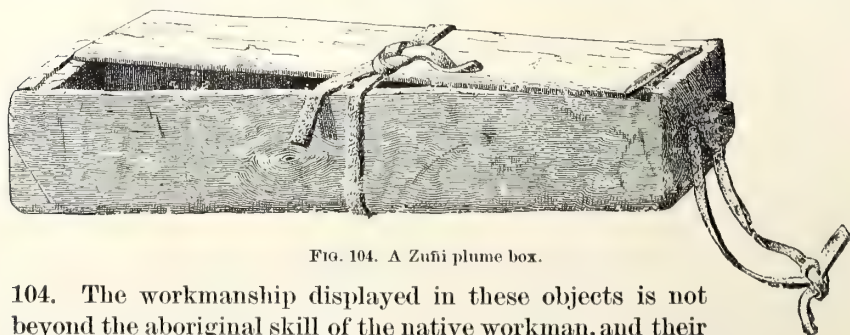 FIG. 104. A Zuñi plume box.
104. The workmanship displayed in these objects is not
beyond the aboriginal skill of the native workman, and their